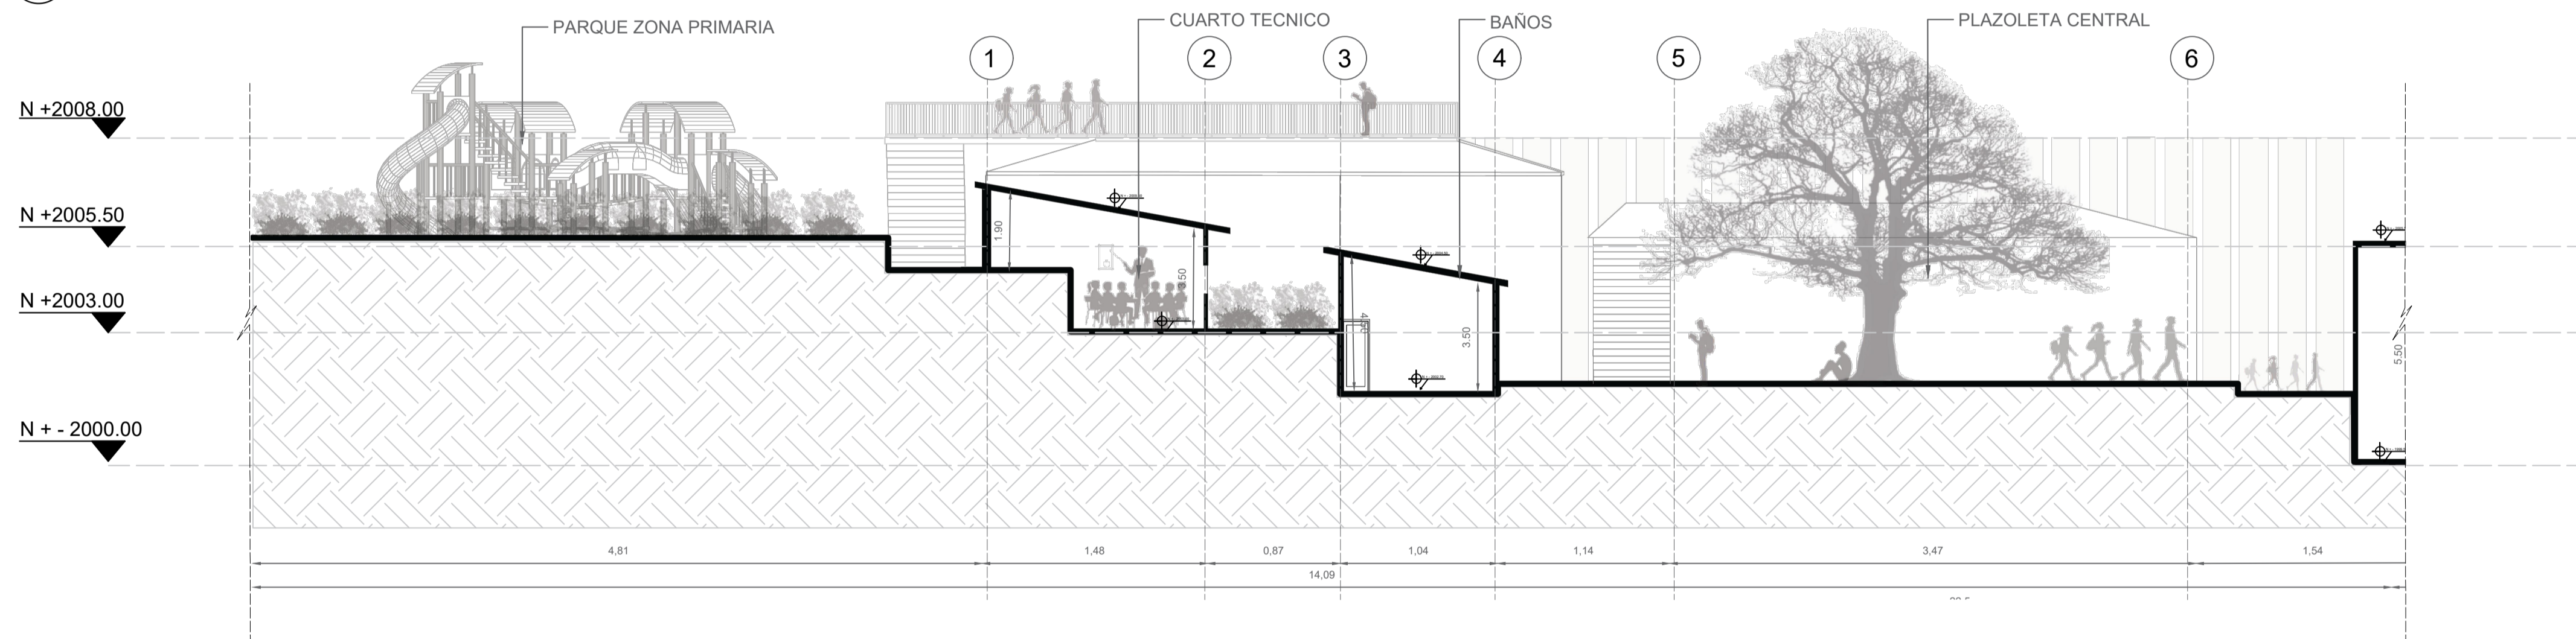 PARQUE ZONA PRIMARIA
CUARTO TECNICO
BAÑOS
PLAZOLETA CENTRAL
1
2
3
4
5
6
N +2008.00
N +2005.50
N +2003.00
N + - 2000.00
1.90
3.50
3.50
5.50
4,81
1,48
0,87
1,04
1,14
3,47
1,54
14,09